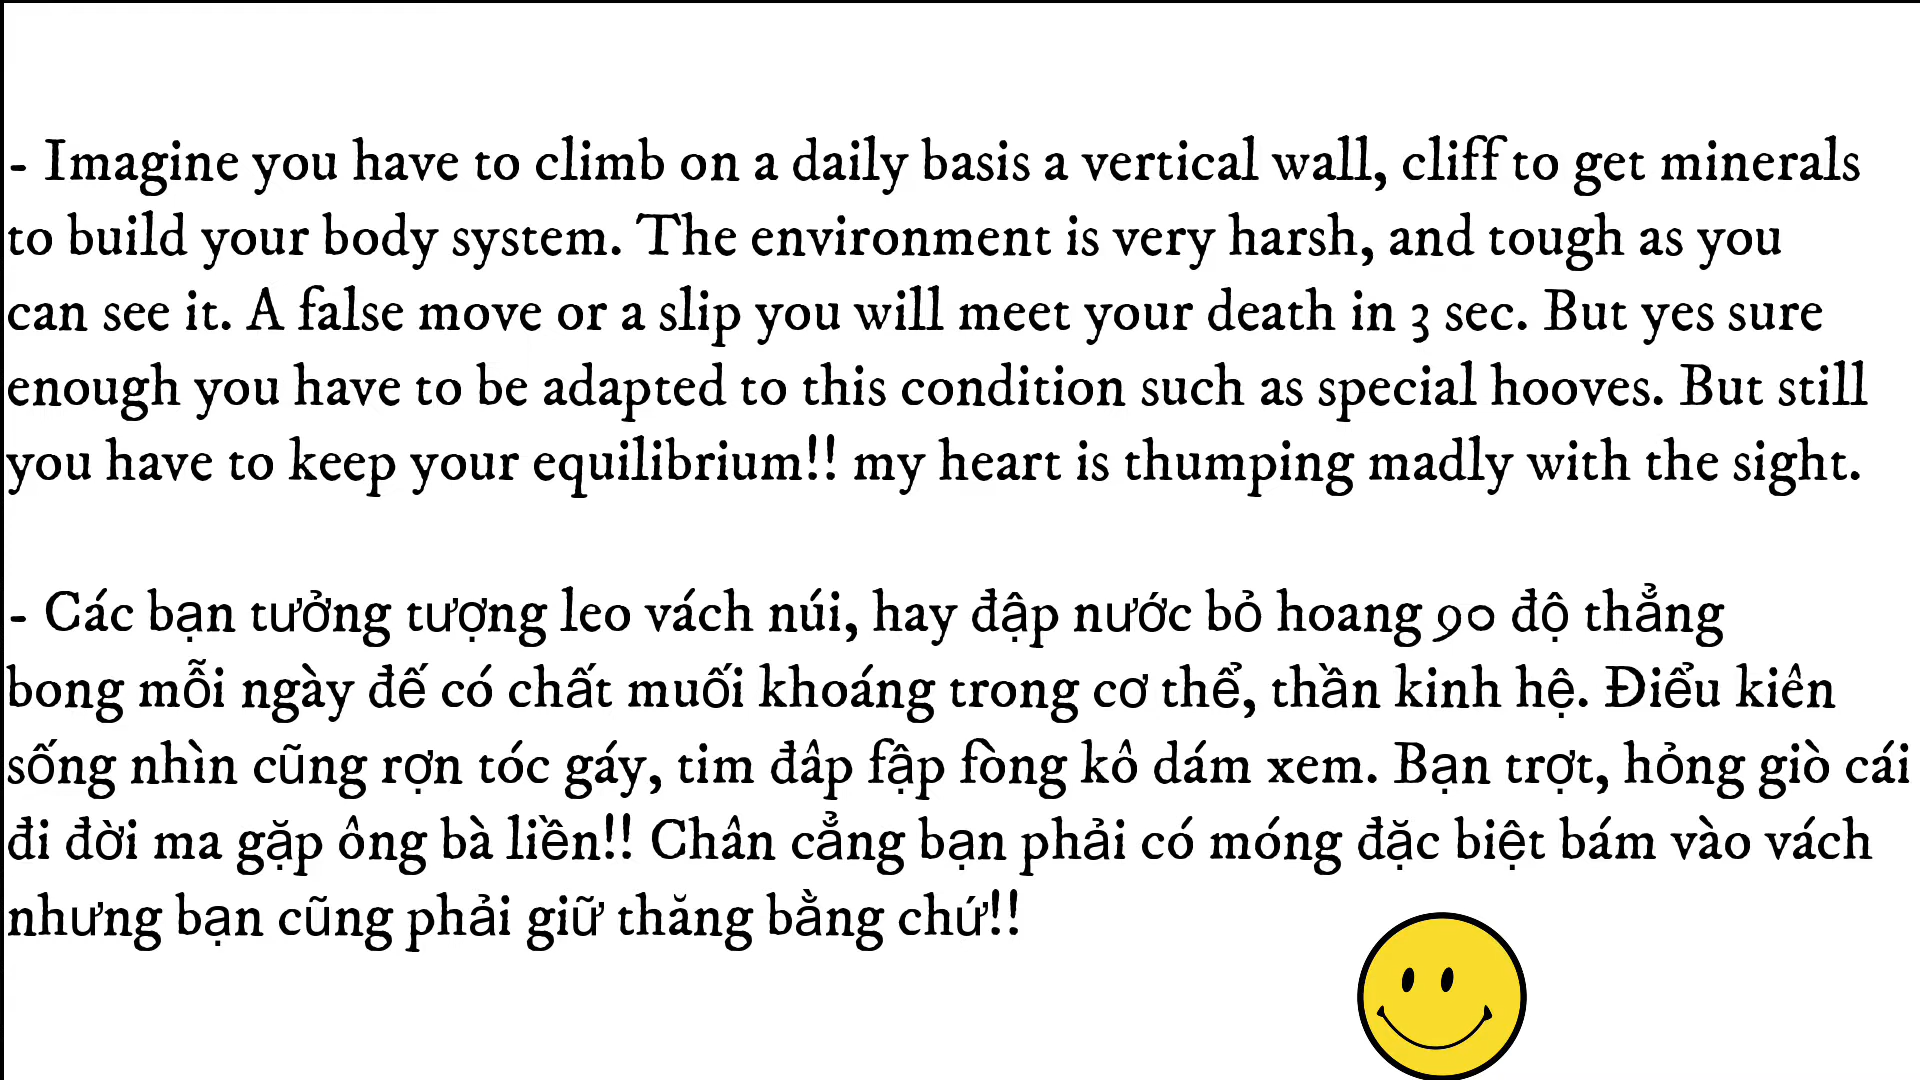 - Imagine you have to climb on a daily basis a vertical wall, cliff to get minerals
to build your body system. The environment is very harsh, and tough as you
can see it. A false move or a slip you will meet your death in 3 sec. But yes sure
enough you have to be adapted to this condition such as special hooves. But still
you have to keep your equilibrium!! my heart is thumping madly with the sight.
- Các bạn tưởng tượng leo vách núi, hay đập nước bỏ hoang 90 độ thẳng
bong mỗi ngày đế có chất muối khoáng trong cơ thể, thần kinh hệ. Điểu kiên
sống nhìn cũng rợn tóc gáy, tim đâp fập fòng kô dám xem. Bạn trợt, hỏng giò cái
đi đời ma gặp ông bà liền!! Chân cẳng bạn phải có móng đặc biệt bám vào vách
nhưng bạn cũng phải giữ thăng bằng chứ!!